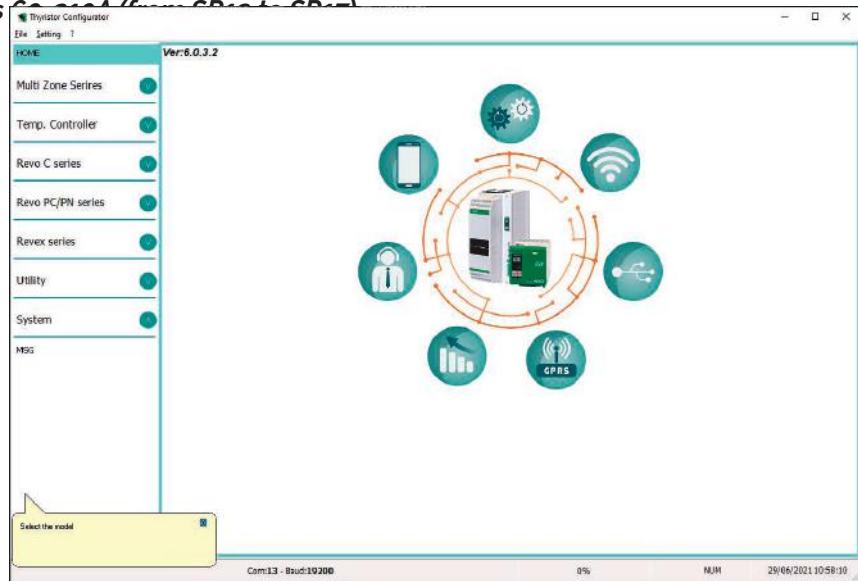 Thyristor Configurator
File Setting ?
HOME
Ver:6.0.3.2
Multi Zone Serires
Temp. Controller
Revo C series
Revo PC/PN series
Revex series
Utility
System
MSG
GPRS
Select the model
Com:13 - Baud:19200 0% NUM 29/06/2021 10:58:10